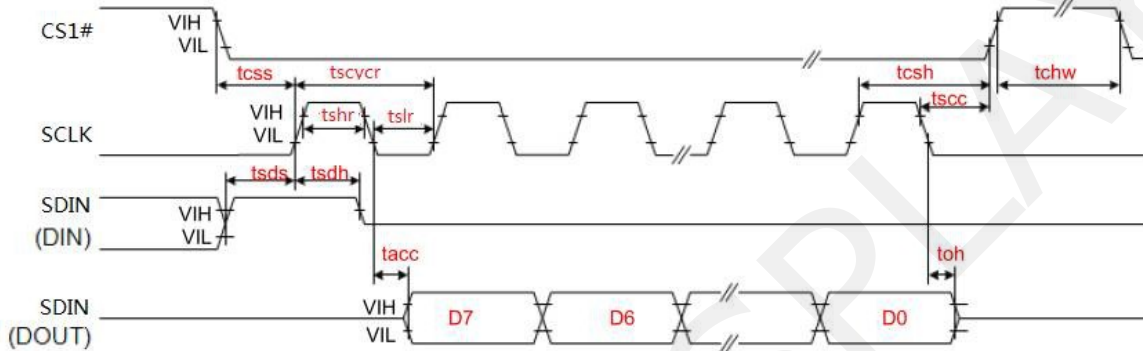 CS1#
VIH
VIL
tcss
tscycr
tcsh
tchw
tscc
SCLK
VIH
VIL
tshr
tslr
tsds
tsdh
SDIN
(DIN)
VIH
VIL
tacc
toh
SDIN
(DOUT)
VIH
VIL
D7
D6
D0